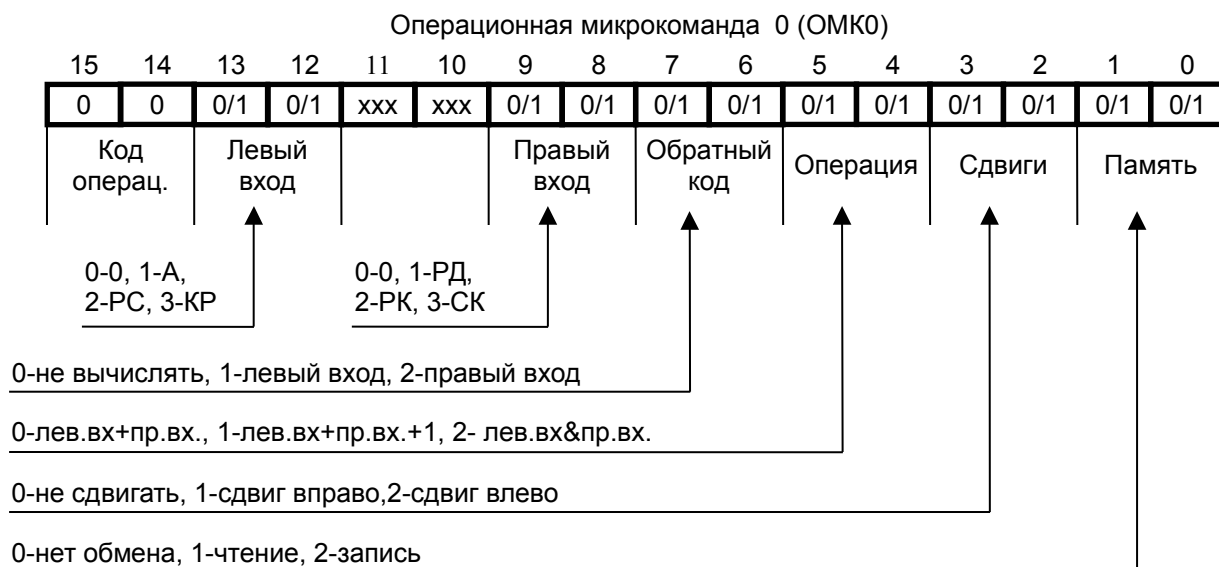 Операционная микрокоманда 0 (ОМК0)
15 14 13 12 11 10 9 8 7 6 5 4 3 2 1 0
0 0 0/1 0/1 xxx xxx 0/1 0/1 0/1 0/1 0/1 0/1 0/1 0/1 0/1 0/1
Код операц.
Левый вход
Правый вход
Обратный код
Операция
Сдвиги
Память
0-0, 1-А,
2-РС, 3-КР
0-0, 1-РД,
2-РК, 3-СК
0-не вычислять, 1-левый вход, 2-правый вход
0-лев.вх+пр.вх., 1-лев.вх+пр.вх.+1, 2- лев.вх&пр.вх.
0-не сдвигать, 1-сдвиг вправо,2-сдвиг влево
0-нет обмена, 1-чтение, 2-запись